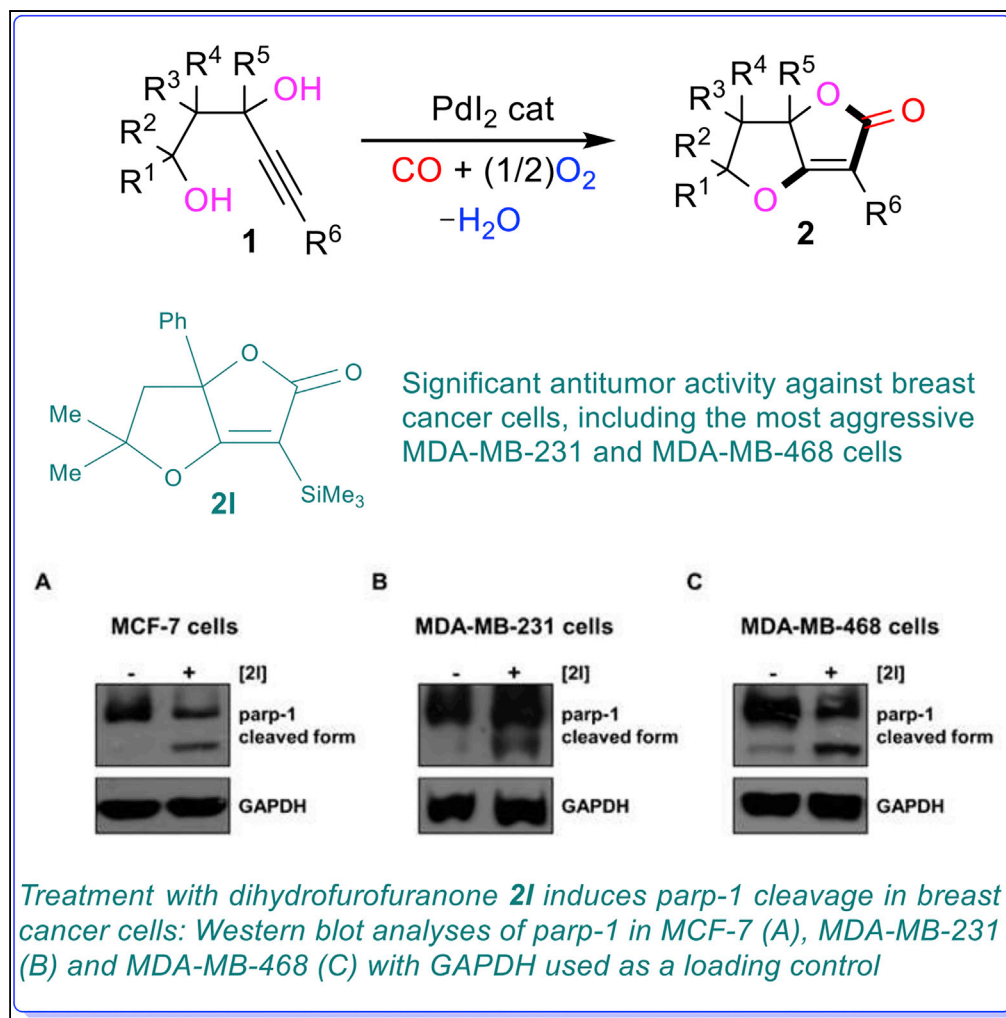 R4 R5
R3 OH
R2
R1
OH
R6
1
PdI2 cat
CO + (1/2)O2
−H2O
R4 R5
R3 O
O
R2
R1
O
R6
2
Ph
O
O
Me
Me
O
SiMe3
2l
Significant antitumor activity against breast
cancer cells, including the most aggressive
MDA-MB-231 and MDA-MB-468 cells
A
MCF-7 cells
- + [2l]
parp-1
cleaved form
GAPDH
B
MDA-MB-231 cells
- + [2l]
parp-1
cleaved form
GAPDH
C
MDA-MB-468 cells
- + [2l]
parp-1
cleaved form
GAPDH
Treatment with dihydrofurofuranone 2l induces parp-1 cleavage in breast
cancer cells: Western blot analyses of parp-1 in MCF-7 (A), MDA-MB-231
(B) and MDA-MB-468 (C) with GAPDH used as a loading control